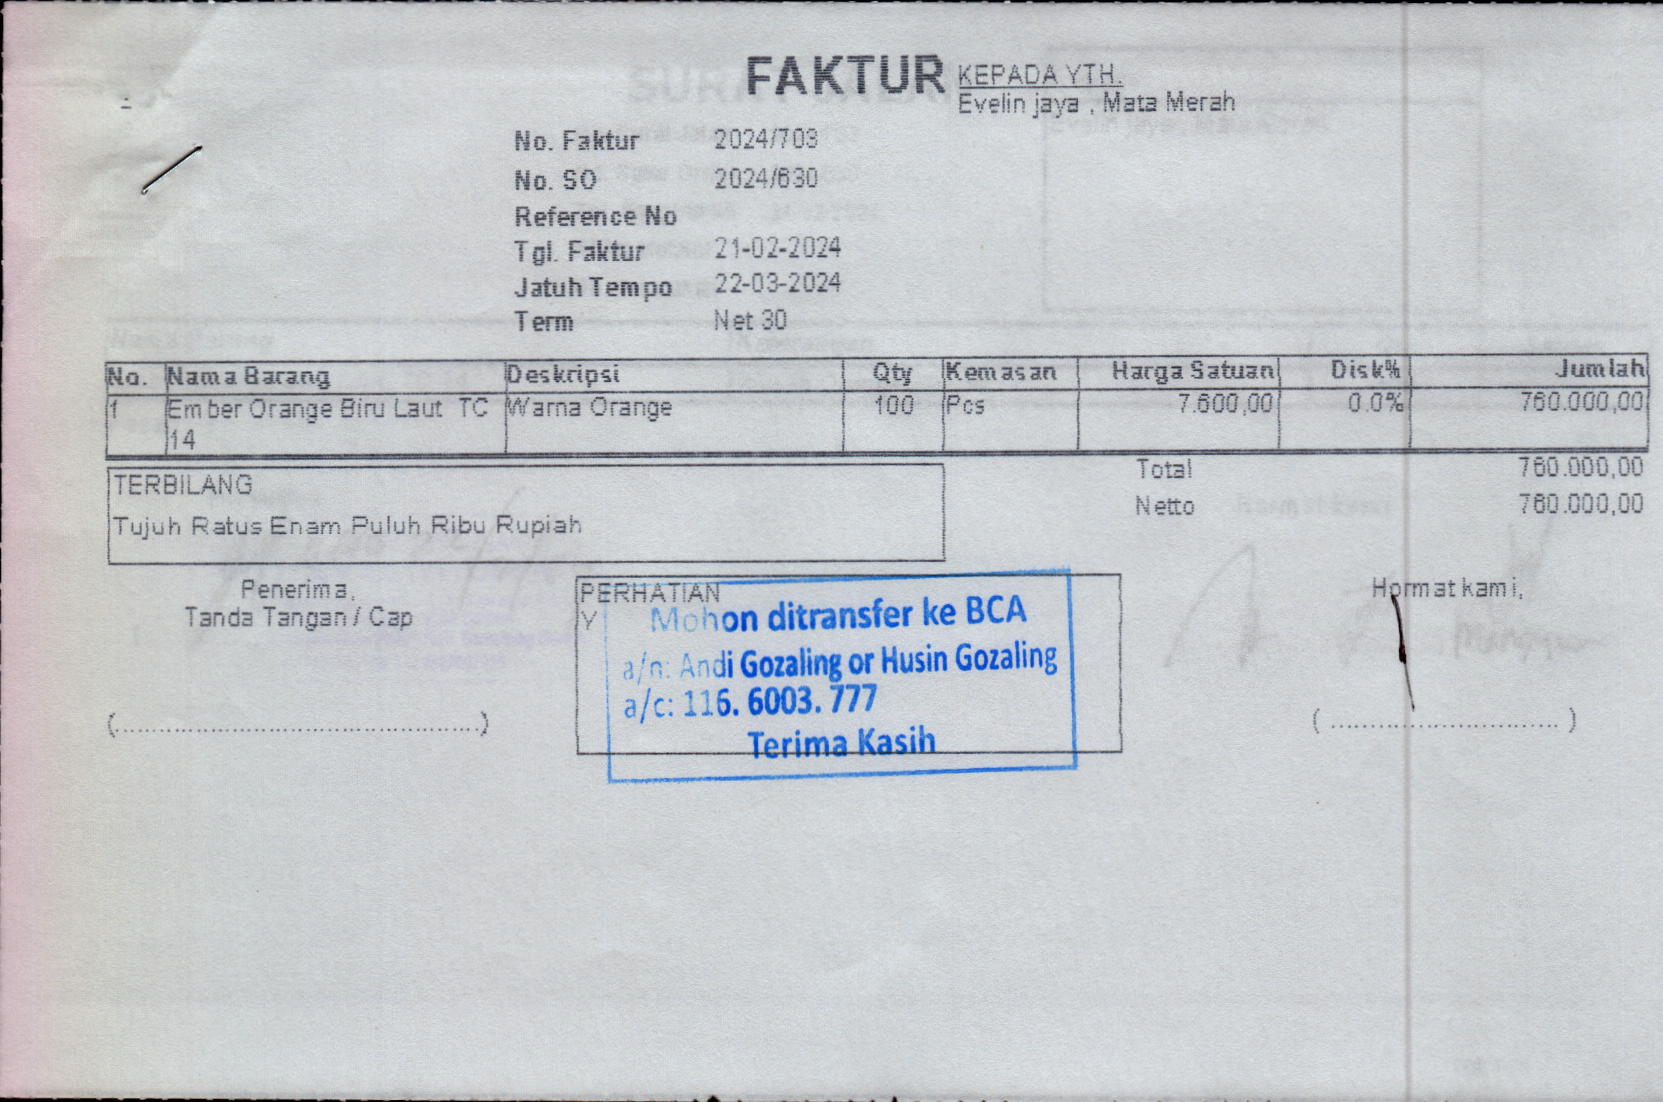 FAKTUR
KEPADA YTH.
Evelin jaya , Mata Merah
No. Faktur 2024/703
No. SO 2024/630
Reference No
Tgl. Faktur 21-02-2024
Jatuh Tempo 22-03-2024
Term Net 30
No. Nama Barang Deskripsi Qty Kemasan Harga Satuan Disk% Jumlah
1 Ember Orange Biru Laut TC Warna Orange 100 Pcs 7.600,00 0.0% 760.000,00
14
Total 760.000,00
TERBILANG
Netto 760.000,00
Tujuh Ratus Enam Puluh Ribu Rupiah
Penerima,
Tanda Tangan / Cap
(............................................)
PERHATIAN
Y
Mohon ditransfer ke BCA
a/n: Andi Gozaling or Husin Gozaling
a/c: 116. 6003. 777
Terima Kasih
Hormat kami,
(............................)